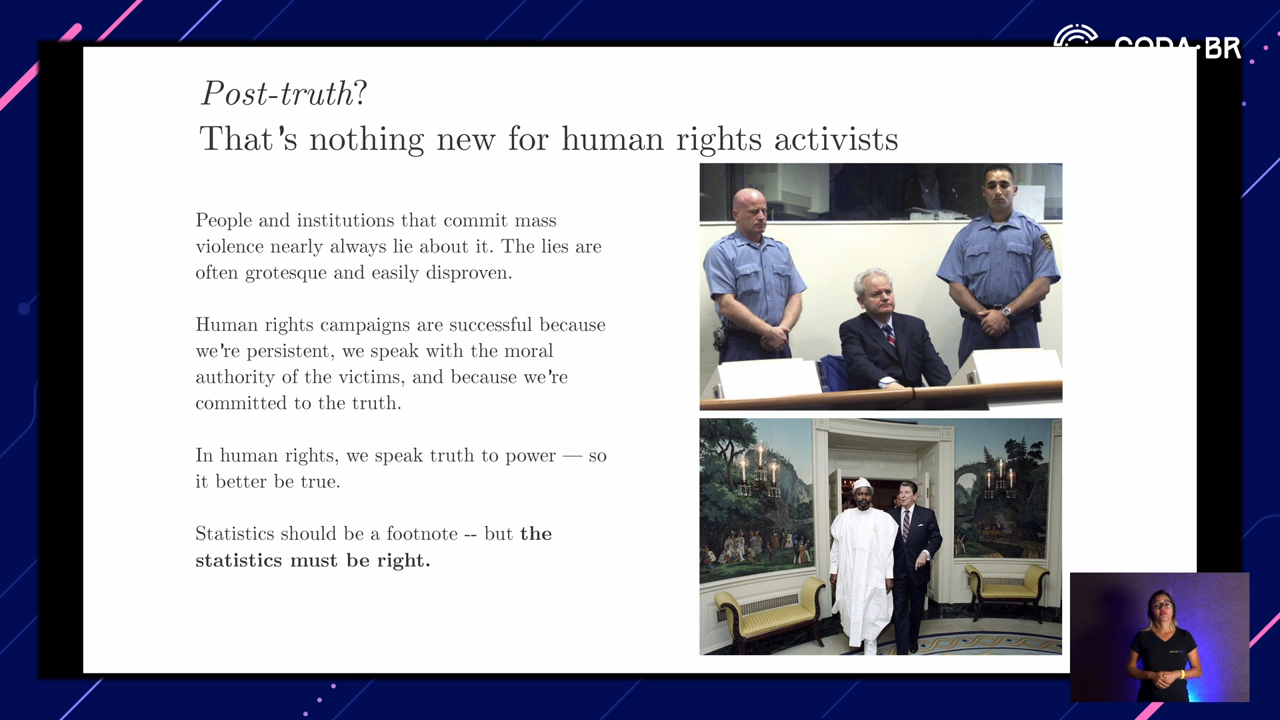 CODA.BR
Post-truth?
That's nothing new for human rights activists
People and institutions that commit mass
violence nearly always lie about it. The lies are
often grotesque and easily disproven.
Human rights campaigns are successful because
we're persistent, we speak with the moral
authority of the victims, and because we're
committed to the truth.
In human rights, we speak truth to power — so
it better be true.
Statistics should be a footnote -- but the
statistics must be right.